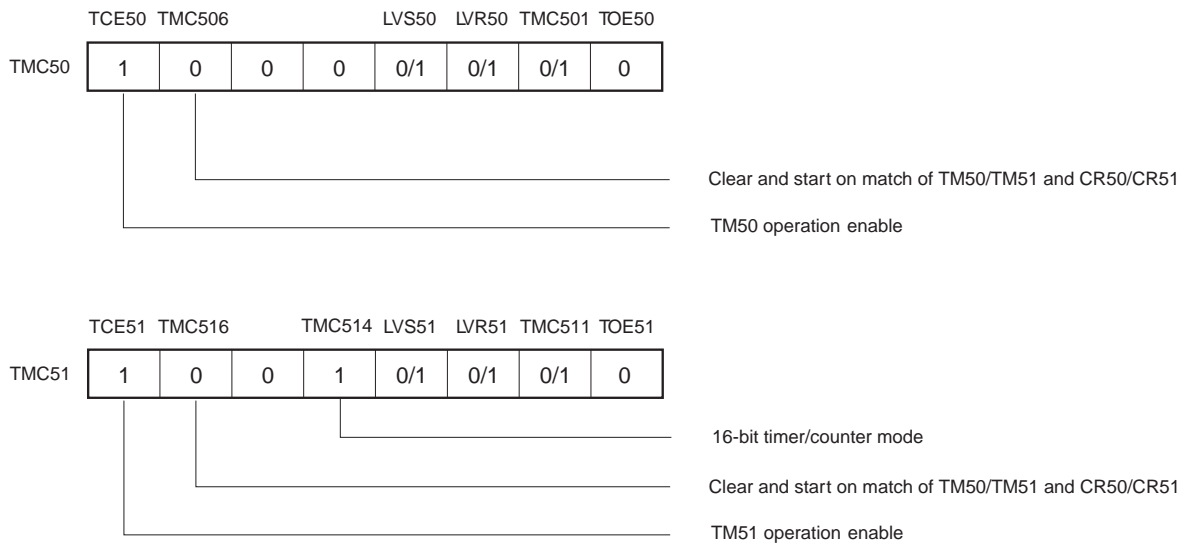 TCE50 TMC506 LVS50 LVR50 TMC501 TOE50
TMC50 1 0 0 0 0/1 0/1 0/1 0
Clear and start on match of TM50/TM51 and CR50/CR51
TM50 operation enable
TCE51 TMC516 TMC514 LVS51 LVR51 TMC511 TOE51
TMC51 1 0 0 1 0/1 0/1 0/1 0
16-bit timer/counter mode
Clear and start on match of TM50/TM51 and CR50/CR51
TM51 operation enable